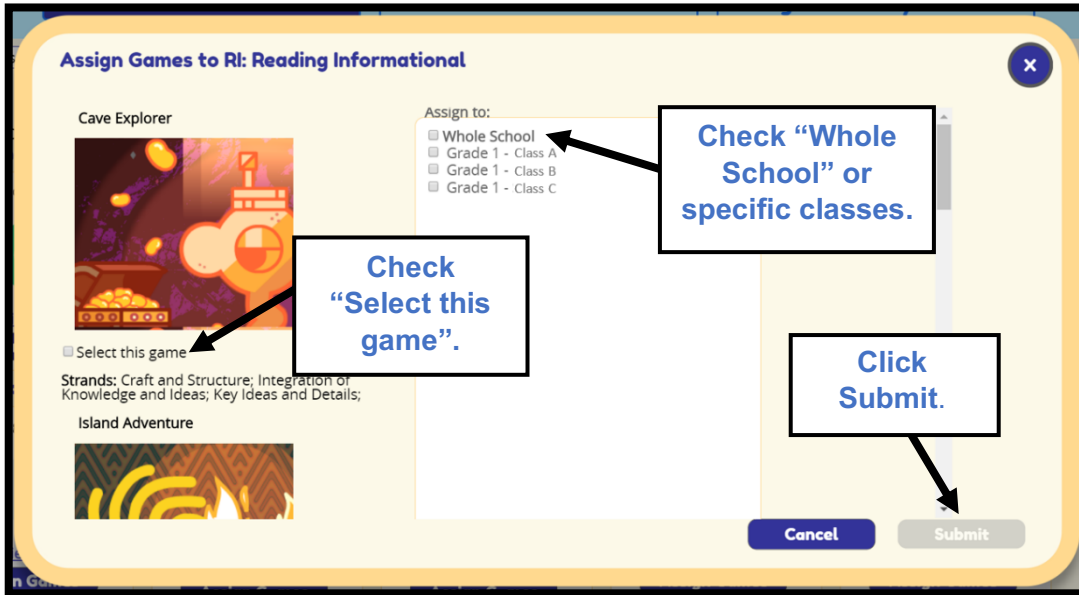 Assign Games to RI: Reading Informational
x
Cave Explorer
Select this game
Strands: Craft and Structure; Integration of
Knowledge and Ideas; Key Ideas and Details;
Island Adventure
Assign to:
Whole School
Grade 1 - Class A
Grade 1 - Class B
Grade 1 - Class C
Check “Whole
School” or
specific classes.
Check
“Select this
game”.
Click
Submit.
Cancel
Submit